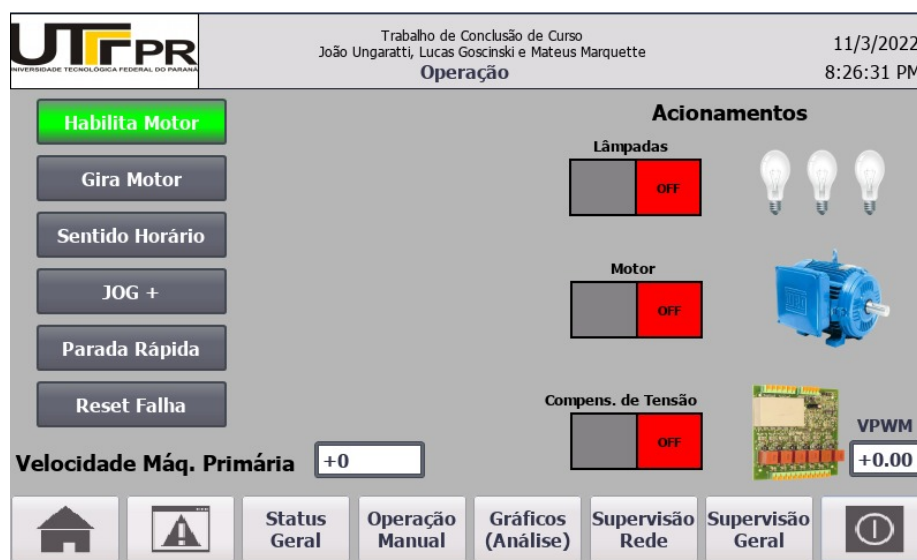 UTFPR
UNIVERSIDADE TECNOLÓGICA FEDERAL DO PARANÁ
Trabalho de Conclusão de Curso
João Ungaratti, Lucas Goscinski e Mateus Marquette
Operação
11/3/2022
8:26:31 PM
Habilita Motor
Gira Motor
Sentido Horário
JOG +
Parada Rápida
Reset Falha
Velocidade Máq. Primária +0
Acionamentos
Lâmpadas
OFF
Motor
OFF
Compens. de Tensão
OFF
VPWM
+0.00
Status
Geral
Operação
Manual
Gráficos
(Análise)
Supervisão
Rede
Supervisão
Geral